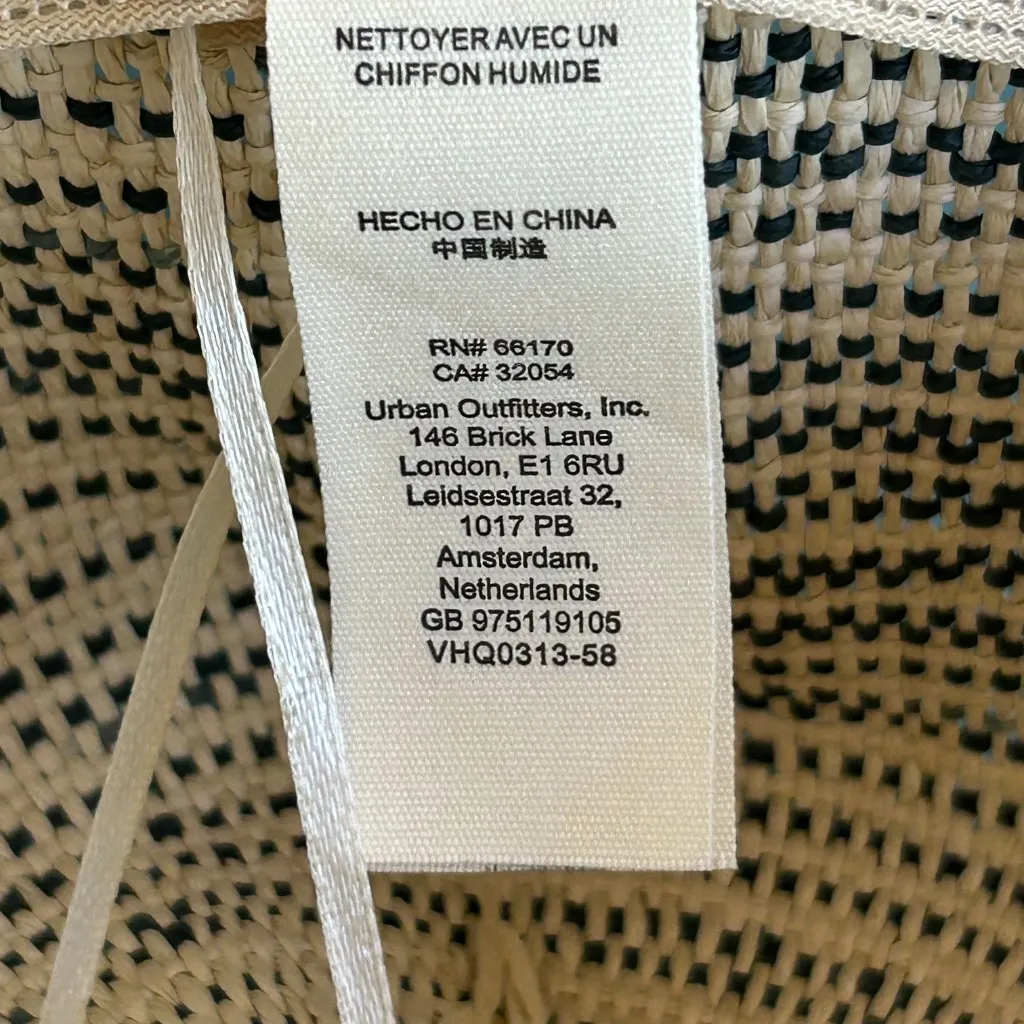 NETTOYER AVEC UN
CHIFFON HUMIDE
HECHO EN CHINA
中国制造
RN# 66170
CA# 32054
Urban Outfitters, Inc.
146 Brick Lane
London, E1 6RU
Leidsestraat 32,
1017 PB
Amsterdam,
Netherlands
GB 975119105
VHQ0313-58